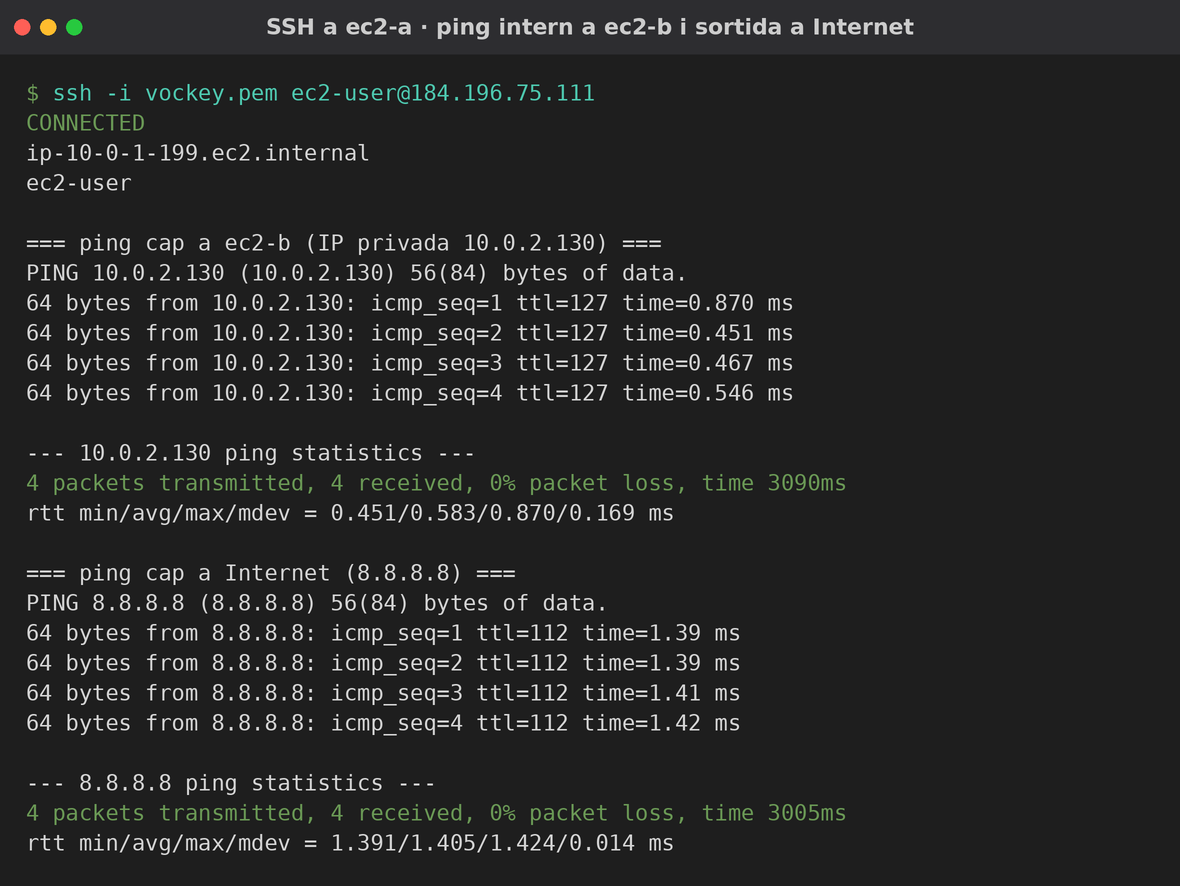 SSH a ec2-a · ping intern a ec2-b i sortida a Internet
$ ssh -i vockey.pem ec2-user@184.196.75.111
CONNECTED
ip-10-0-1-199.ec2.internal
ec2-user
=== ping cap a ec2-b (IP privada 10.0.2.130) ===
PING 10.0.2.130 (10.0.2.130) 56(84) bytes of data.
64 bytes from 10.0.2.130: icmp_seq=1 ttl=127 time=0.870 ms
64 bytes from 10.0.2.130: icmp_seq=2 ttl=127 time=0.451 ms
64 bytes from 10.0.2.130: icmp_seq=3 ttl=127 time=0.467 ms
64 bytes from 10.0.2.130: icmp_seq=4 ttl=127 time=0.546 ms
--- 10.0.2.130 ping statistics ---
4 packets transmitted, 4 received, 0% packet loss, time 3090ms
rtt min/avg/max/mdev = 0.451/0.583/0.870/0.169 ms
=== ping cap a Internet (8.8.8.8) ===
PING 8.8.8.8 (8.8.8.8) 56(84) bytes of data.
64 bytes from 8.8.8.8: icmp_seq=1 ttl=112 time=1.39 ms
64 bytes from 8.8.8.8: icmp_seq=2 ttl=112 time=1.39 ms
64 bytes from 8.8.8.8: icmp_seq=3 ttl=112 time=1.41 ms
64 bytes from 8.8.8.8: icmp_seq=4 ttl=112 time=1.42 ms
--- 8.8.8.8 ping statistics ---
4 packets transmitted, 4 received, 0% packet loss, time 3005ms
rtt min/avg/max/mdev = 1.391/1.405/1.424/0.014 ms